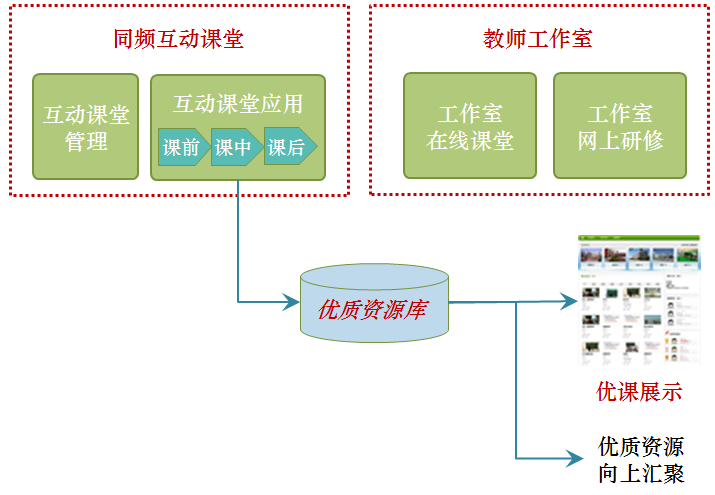 同频互动课堂
教师工作室
互动课堂
管理
互动课堂应用
课前
课中
课后
工作室
在线课堂
工作室
网上研修
优质资源库
优课展示
优质资源
向上汇聚